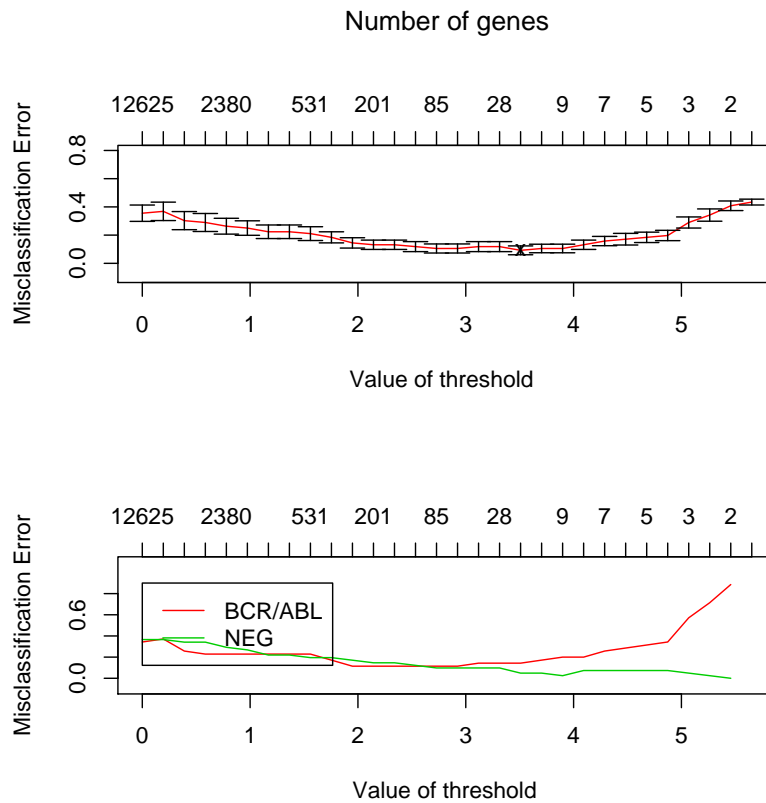 Number of genes
12625 2380 531 201 85 28 9 7 5 3 2
Misclassification Error
0.8
0.4
0.0
x
0 1 2 3 4 5
Value of threshold
12625 2380 531 201 85 28 9 7 5 3 2
Misclassification Error
0.6
0.0
BCR/ABL
NEG
0 1 2 3 4 5
Value of threshold